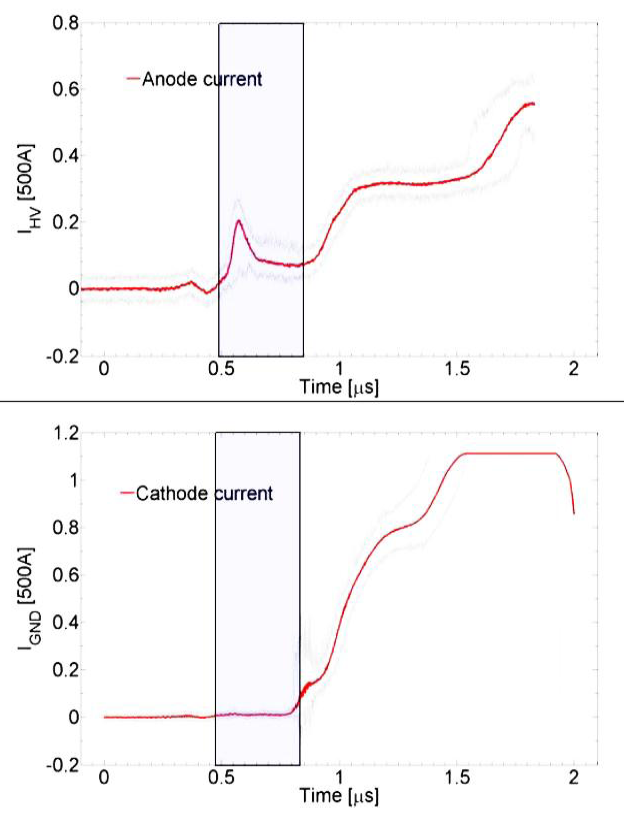 0.8
0.6
0.4
0.2
0
-0.2
I_HV [500A]
Anode current
0 0.5 1 1.5 2
Time [μs]
1.2
1
0.8
0.6
0.4
0.2
0
-0.2
I_GND [500A]
Cathode current
0 0.5 1 1.5 2
Time [μs]